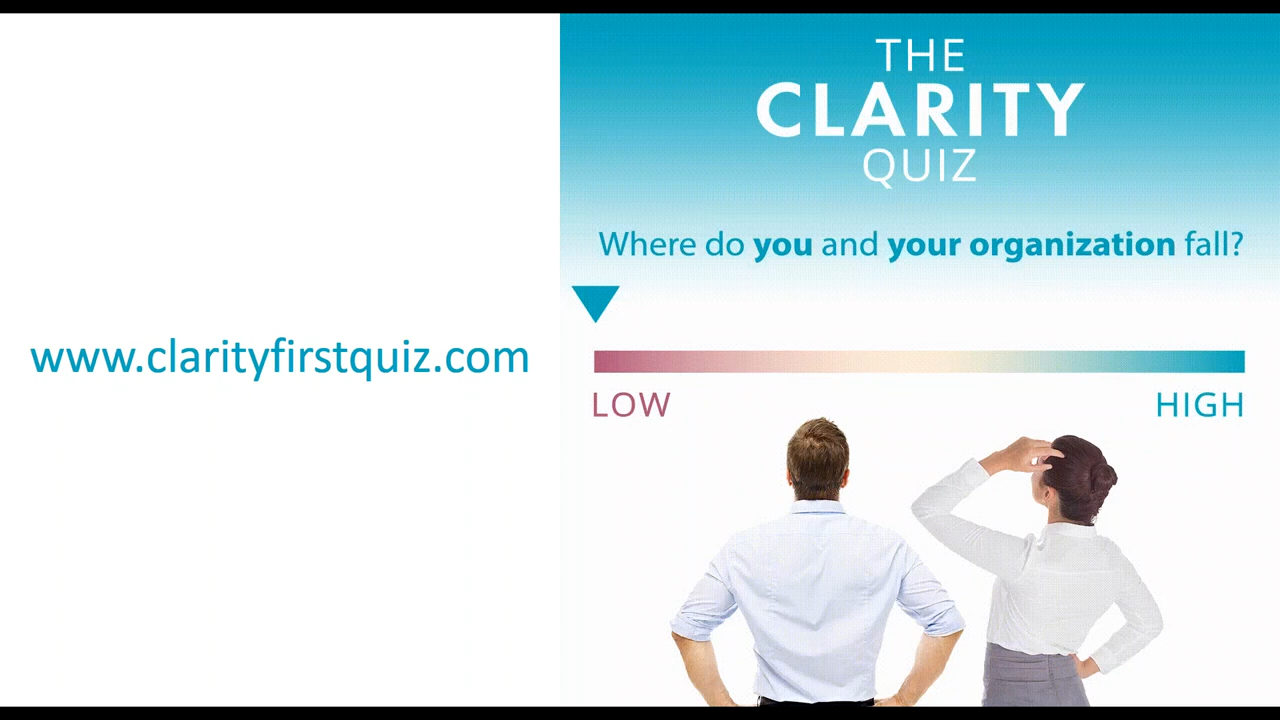 www.clarityfirstquiz.com
THE
CLARITY
QUIZ
Where do you and your organization fall?
LOW
HIGH